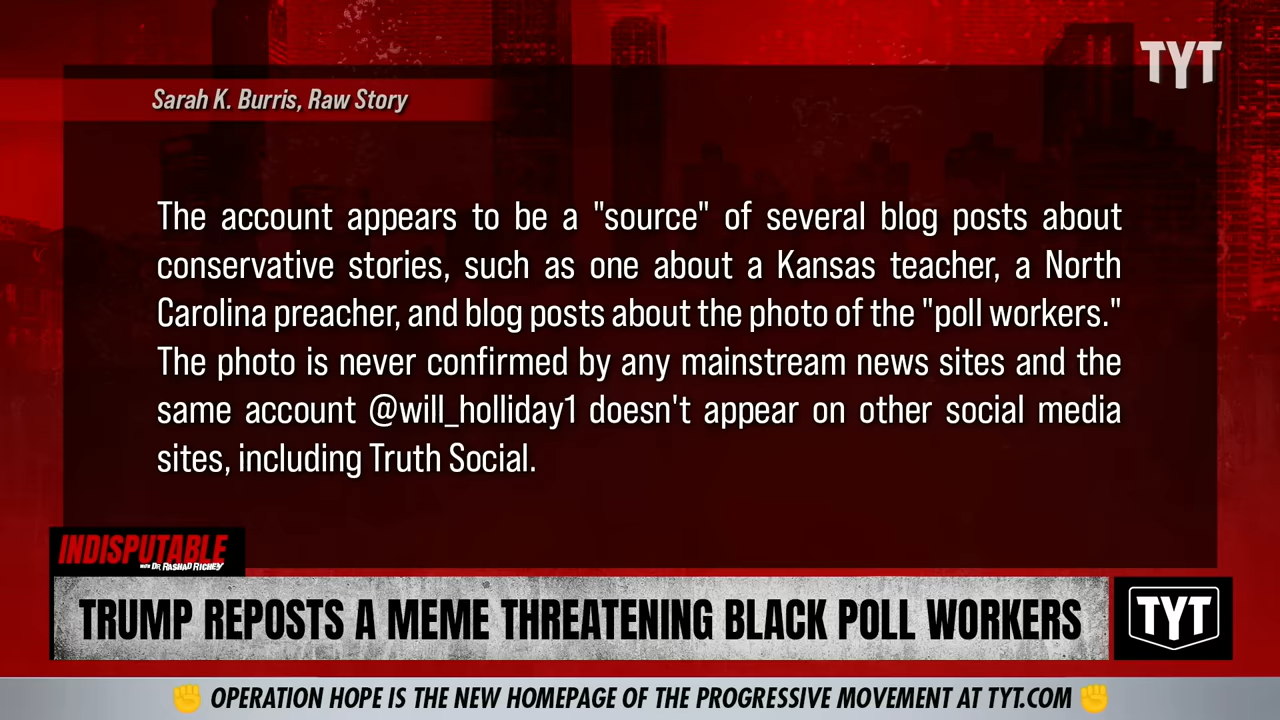 TYT
Sarah K. Burris, Raw Story
The account appears to be a "source" of several blog posts about
conservative stories, such as one about a Kansas teacher, a North
Carolina preacher, and blog posts about the photo of the "poll workers."
The photo is never confirmed by any mainstream news sites and the
same account @will_holliday1 doesn't appear on other social media
sites, including Truth Social.
INDISPUTABLE
WITH DR. RASHAD RICHEY
TRUMP REPOSTS A MEME THREATENING BLACK POLL WORKERS
TYT
OPERATION HOPE IS THE NEW HOMEPAGE OF THE PROGRESSIVE MOVEMENT AT TYT.COM